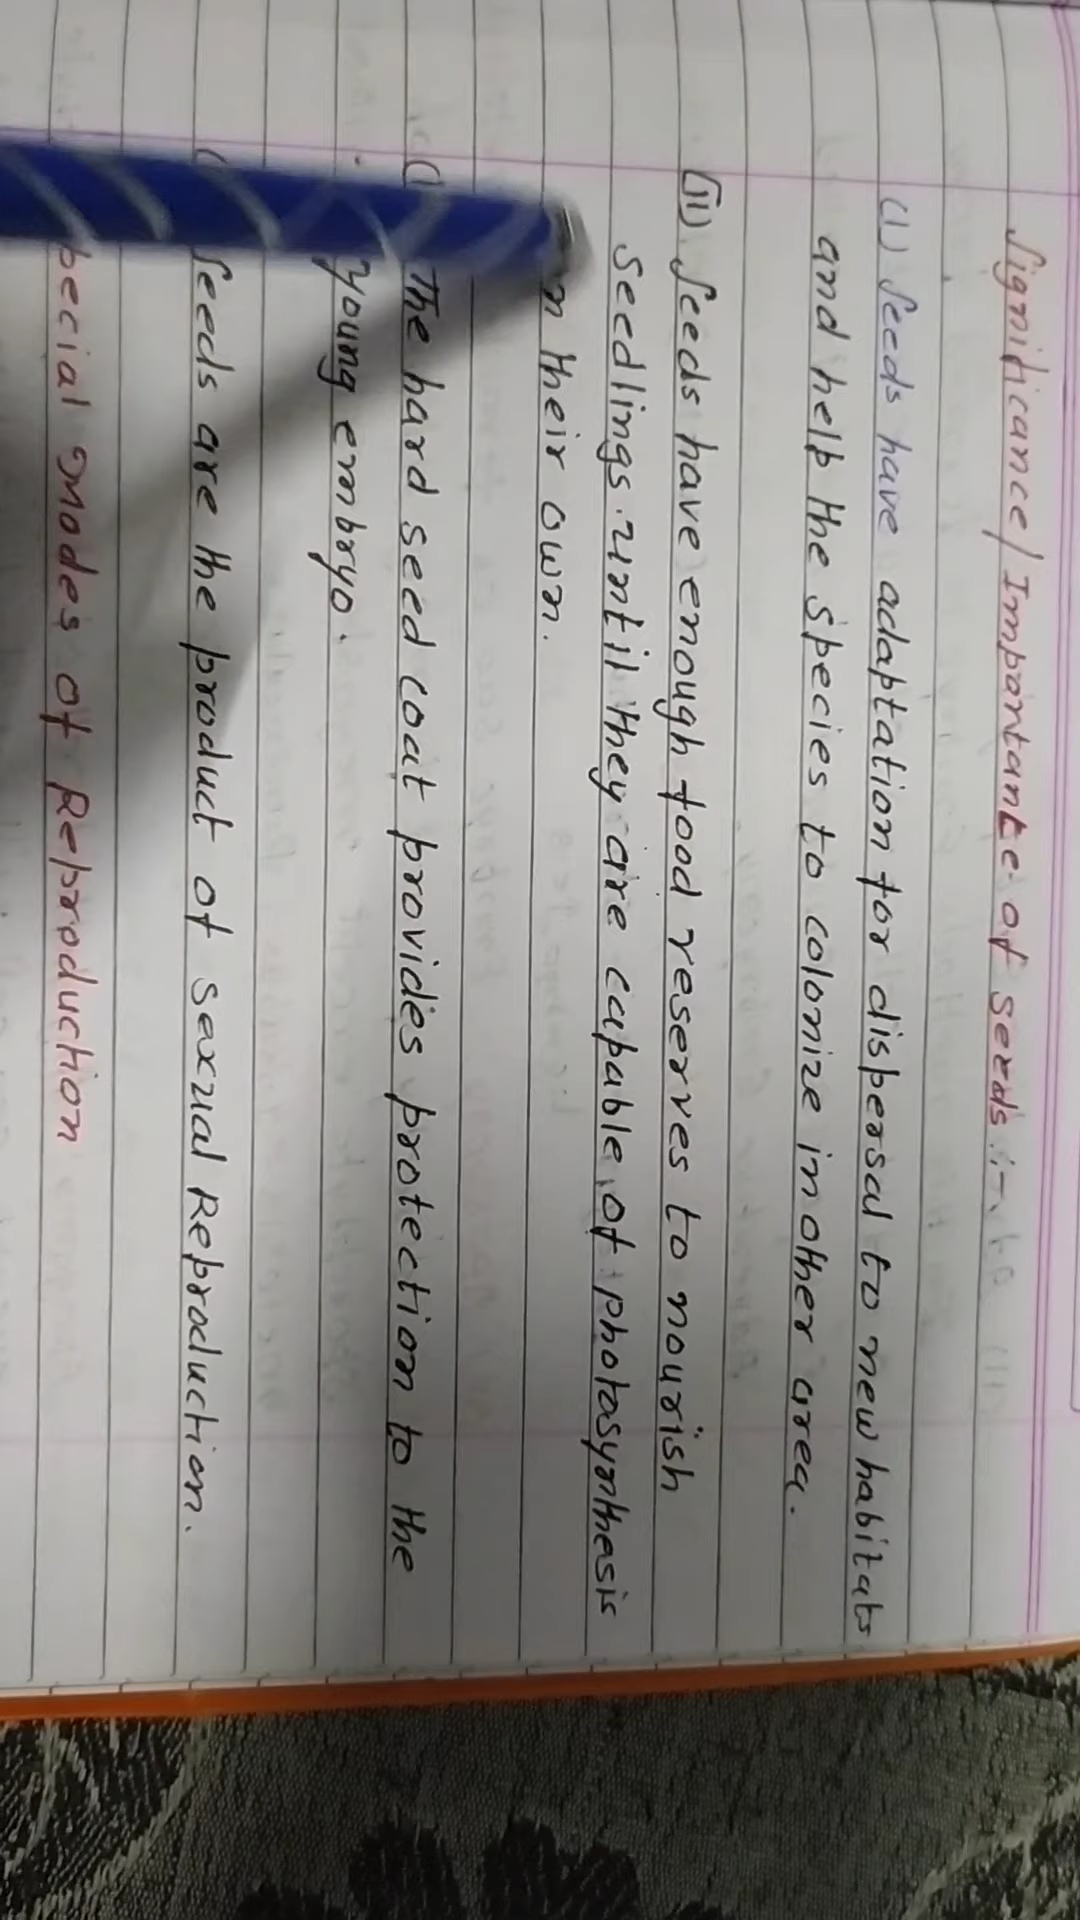 Significance/Importante of seeds :-
(i) Seeds have adaptation for dispersal to new habitats
and help the species to colomize in other area.
(ii) Seeds have enough food reserves to nourish
seedlings until they are capable of photosynthesis
their own.
The hard seed coat provides protection to the
young embryo.
Seeds are the product of sexual Reproduction.
pecial modes of Reproduction